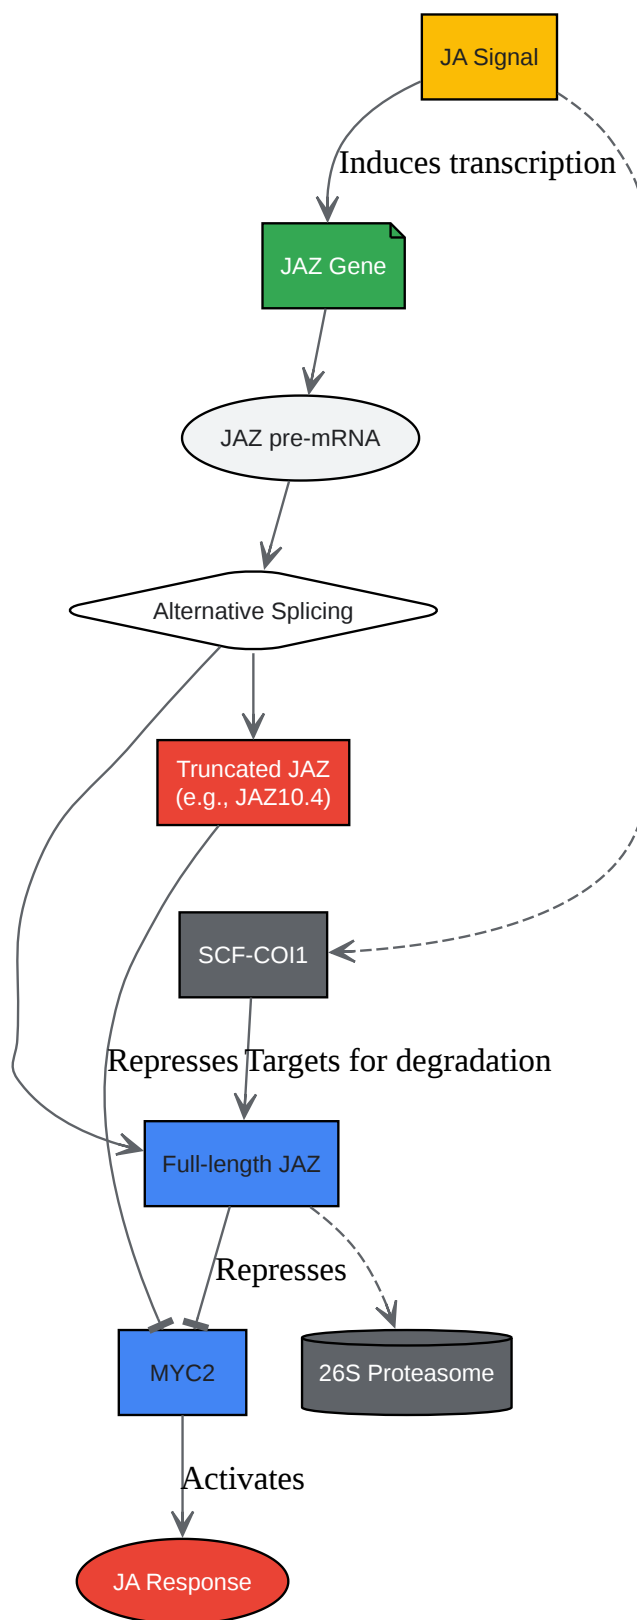 JA Signal
Induces transcription
JAZ Gene
JAZ pre-mRNA
Alternative Splicing
Truncated JAZ
(e.g., JAZ10.4)
SCF-COI1
Represses
Targets for degradation
Full-length JAZ
Represses
MYC2
26S Proteasome
Activates
JA Response